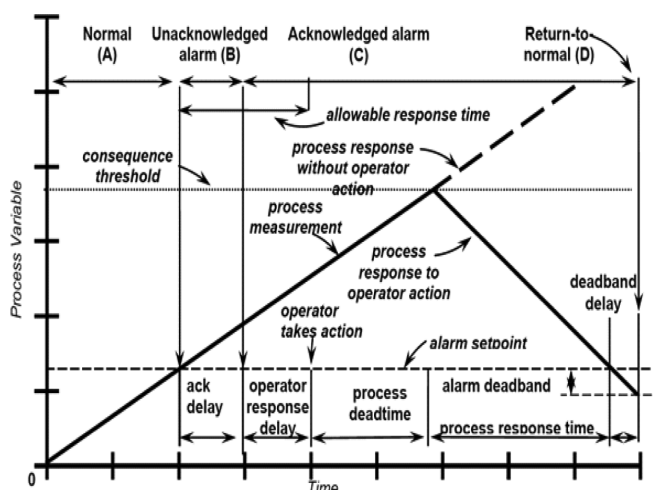 Normal
(A)
Unacknowledged
alarm (B)
Acknowledged alarm
(C)
Return-to-
normal (D)
allowable response time
process response
without operator
action
consequence
threshold
process
measurement
process
response to
operator action
deadband
delay
operator
takes action
alarm setpoint
ack
delay
operator
response
delay
process
deadtime
alarm deadband
process response time
Process Variable
0
Time